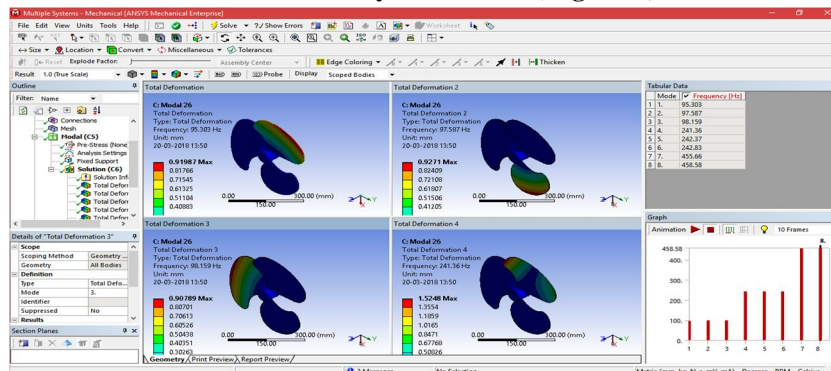 Multiple Systems - Mechanical [ANSYS Mechanical Enterprise]
File Edit View Units Tools Help
Solve ?/ Show Errors Worksheet
Size Location Convert Miscellaneous Tolerances
Reset Explode Factor: Assembly Center Edge Coloring Thicken
Result 1.0 (True Scale) Probe Display Scoped Bodies
Outline
Filter: Name
Connections
Mesh
Modal (C5)
Pre-Stress (None)
Analysis Settings
Fixed Support
Solution (C6)
Solution Inf
Total Defor
Total Defor
Total Defor
Total Defor
Details of "Total Deformation 3"
Scope
Scoping Method Geometry ...
Geometry All Bodies
Definition
Type Total Defo...
Mode 3.
Identifier
Suppressed No
Results
Section Planes
Total Deformation
C: Modal 26
Total Deformation
Type: Total Deformation
Frequency: 95.303 Hz
Unit: mm
20-03-2018 13:50
0.91987 Max
0.81766
0.71545
0.61325
0.51104
0.40883
0.00 300.00 (mm)
150.00
Y
X
Total Deformation 2
C: Modal 26
Total Deformation 2
Type: Total Deformation
Frequency: 97.587 Hz
Unit: mm
20-03-2018 13:50
0.9271 Max
0.82409
0.72108
0.61807
0.51506
0.41205
0.00 300.00 (mm)
150.00
Y
X
Total Deformation 3
C: Modal 26
Total Deformation 3
Type: Total Deformation
Frequency: 98.159 Hz
Unit: mm
20-03-2018 13:50
0.90789 Max
0.80701
0.70613
0.60526
0.50438
0.40351
0.30263
0.00 300.00 (mm)
150.00
Y
X
Total Deformation 4
C: Modal 26
Total Deformation 4
Type: Total Deformation
Frequency: 241.36 Hz
Unit: mm
20-03-2018 13:50
1.5248 Max
1.3554
1.1859
1.0165
0.8471
0.67768
0.50826
0.00 300.00 (mm)
150.00
Y
X
Geometry Print Preview Report Preview
Tabular Data
Mode Frequency [Hz]
1 1. 95.303
2 2. 97.587
3 3. 98.159
4 4. 241.36
5 5. 242.37
6 6. 242.83
7 7. 455.66
8 8. 458.58
Graph
Animation 10 Frames
8.
458.58
400.
300.
200.
100.
0.
1 2 3 4 5 6 7 8